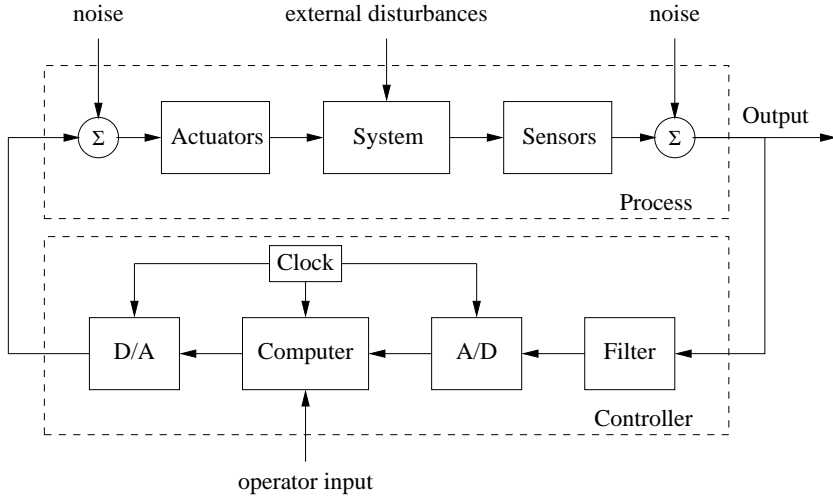 noise
external disturbances
noise
Σ
Actuators
System
Sensors
Σ
Output
Process
Clock
D/A
Computer
A/D
Filter
Controller
operator input